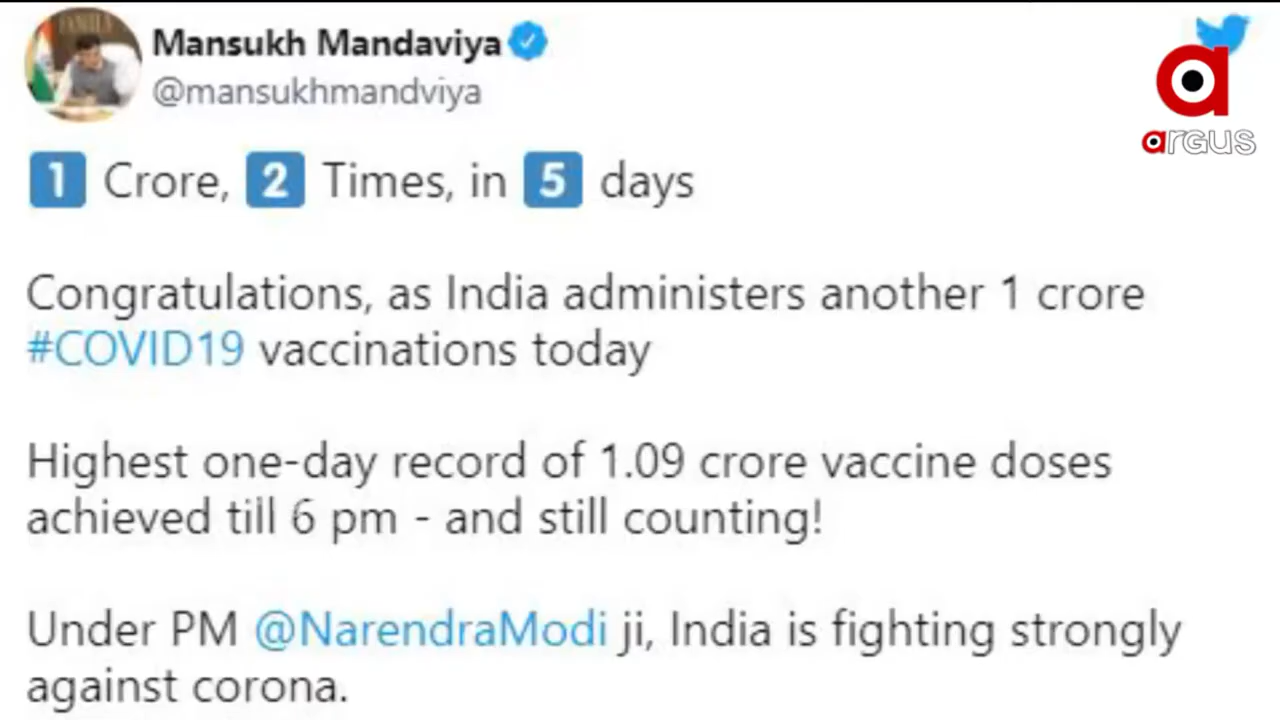 Mansukh Mandaviya
@mansukhmandviya
argus
1 Crore, 2 Times, in 5 days
Congratulations, as India administers another 1 crore
#COVID19 vaccinations today
Highest one-day record of 1.09 crore vaccine doses
achieved till 6 pm - and still counting!
Under PM @NarendraModi ji, India is fighting strongly
against corona.